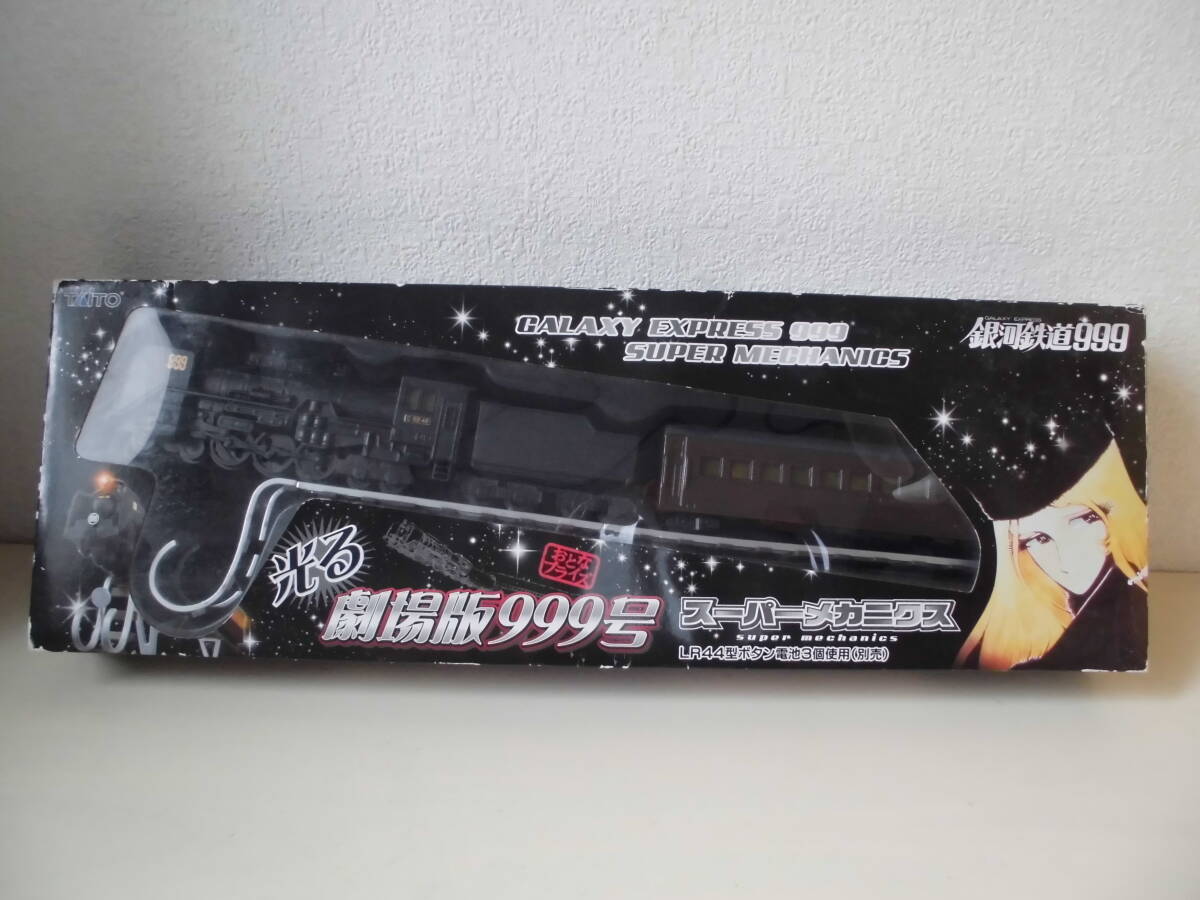 TAITO
GALAXY EXPRESS 999
SUPER MECHANICS
GALAXY EXPRESS
銀河鉄道999
999
光る
おとな
プライズ
劇場版999号
スーパーメカニクス
super mechanics
LR44型ボタン電池3個使用(別売)